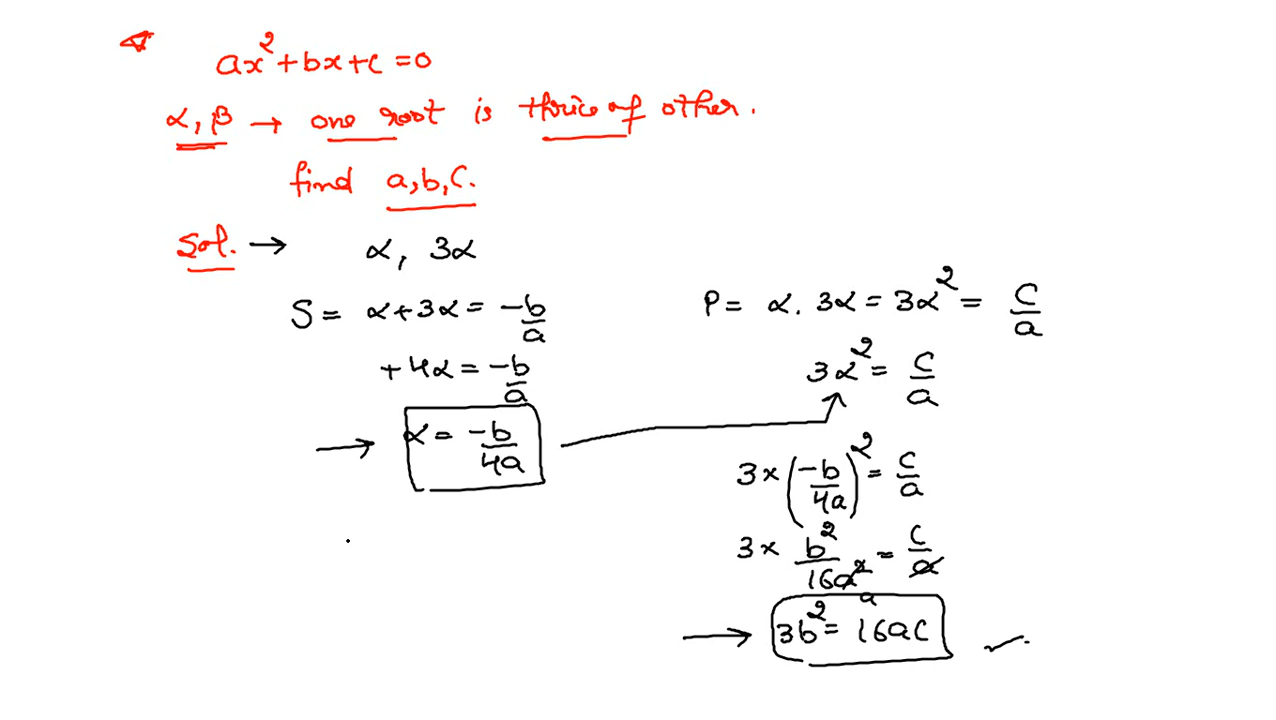 ax²+bx+c=0
α, β → one root is thrice of other.
find a,b,c.
Sol. → α, 3α
S= α+3α = -b/a
+4α = -b/a
→ α = -b/4a
P= α. 3α = 3α² = c/a
3α² = c/a
3×(-b/4a)² = c/a
3× b²/16a² = c/a
a
→ 3b² = 16ac